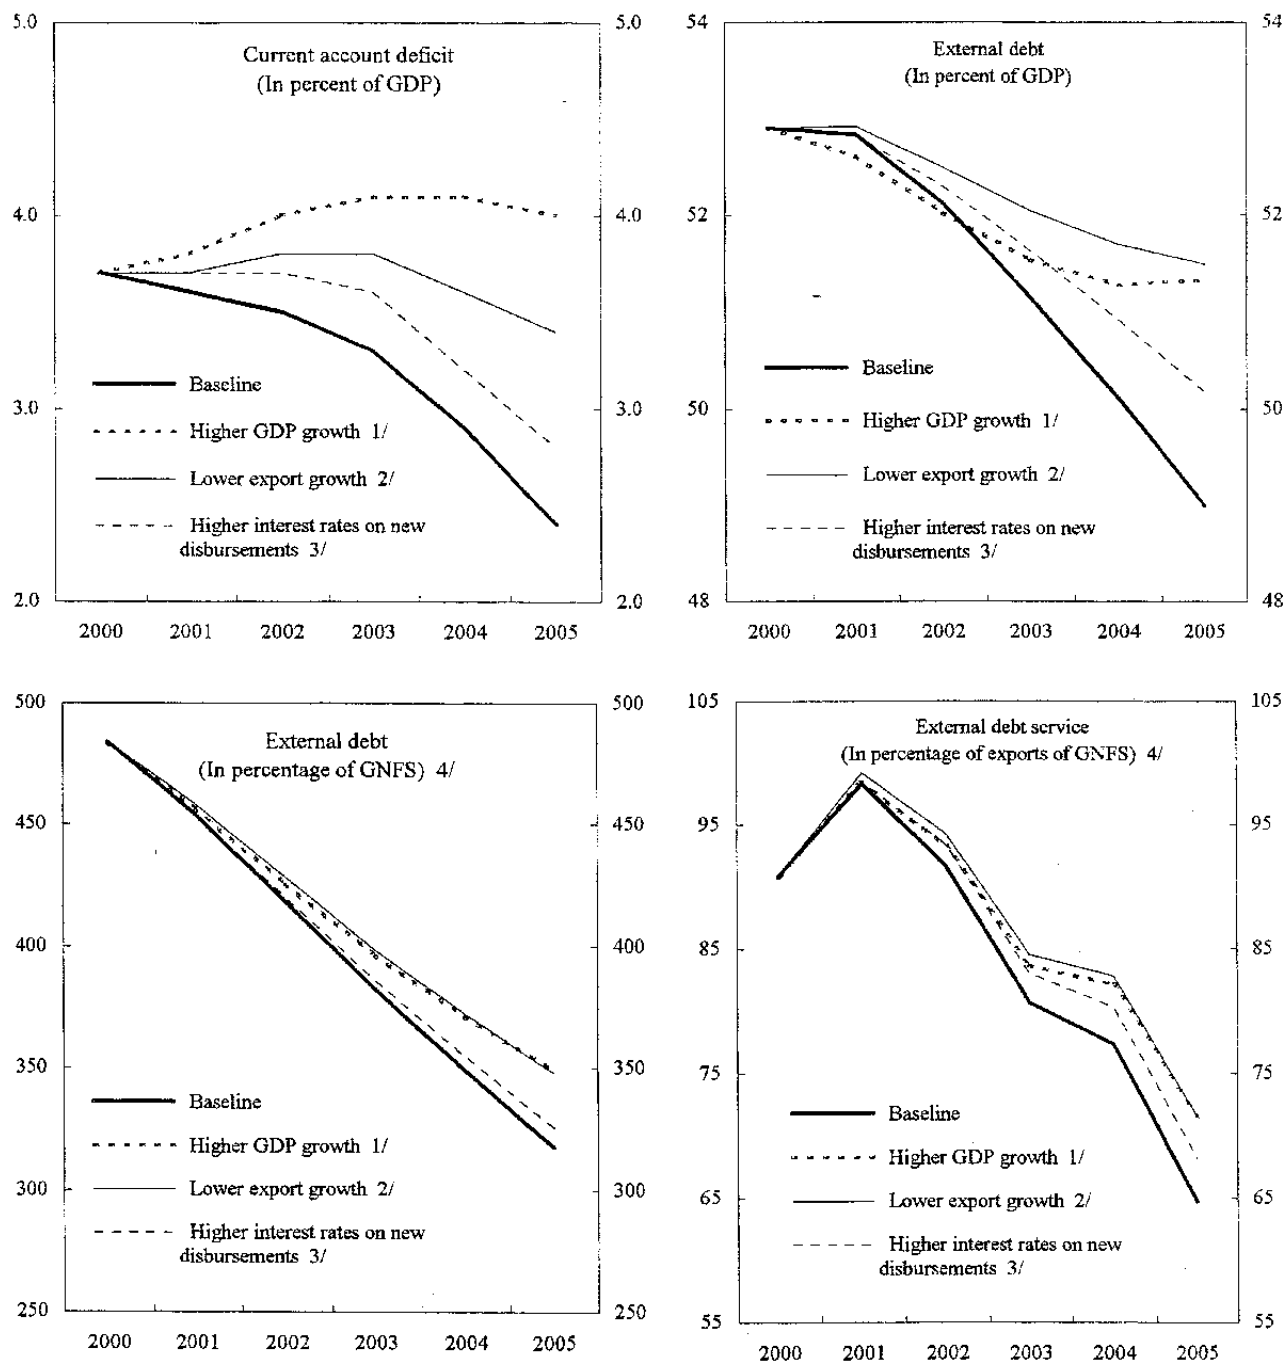 5.0
5.0
Current account deficit
(In percent of GDP)
4.0
4.0
Baseline
3.0
3.0
Higher GDP growth 1/
Lower export growth 2/
Higher interest rates on new
disbursements 3/
2.0
2.0
2000 2001 2002 2003 2004 2005
54
54
External debt
(In percent of GDP)
52
52
Baseline
50
50
Higher GDP growth 1/
Lower export growth 2/
Higher interest rates on new
disbursements 3/
48
48
2000 2001 2002 2003 2004 2005
500
500
External debt
(In percentage of GNFS) 4/
450
450
400
400
350
350
Baseline
Higher GDP growth 1/
300
300
Lower export growth 2/
Higher interest rates on new
disbursements 3/
250
250
2000 2001 2002 2003 2004 2005
105
105
External debt service
(In percentage of exports of GNFS) 4/
95
95
85
85
75
75
Baseline
Higher GDP growth 1/
65
65
Lower export growth 2/
Higher interest rates on new
disbursements 3/
55
55
2000 2001 2002 2003 2004 2005